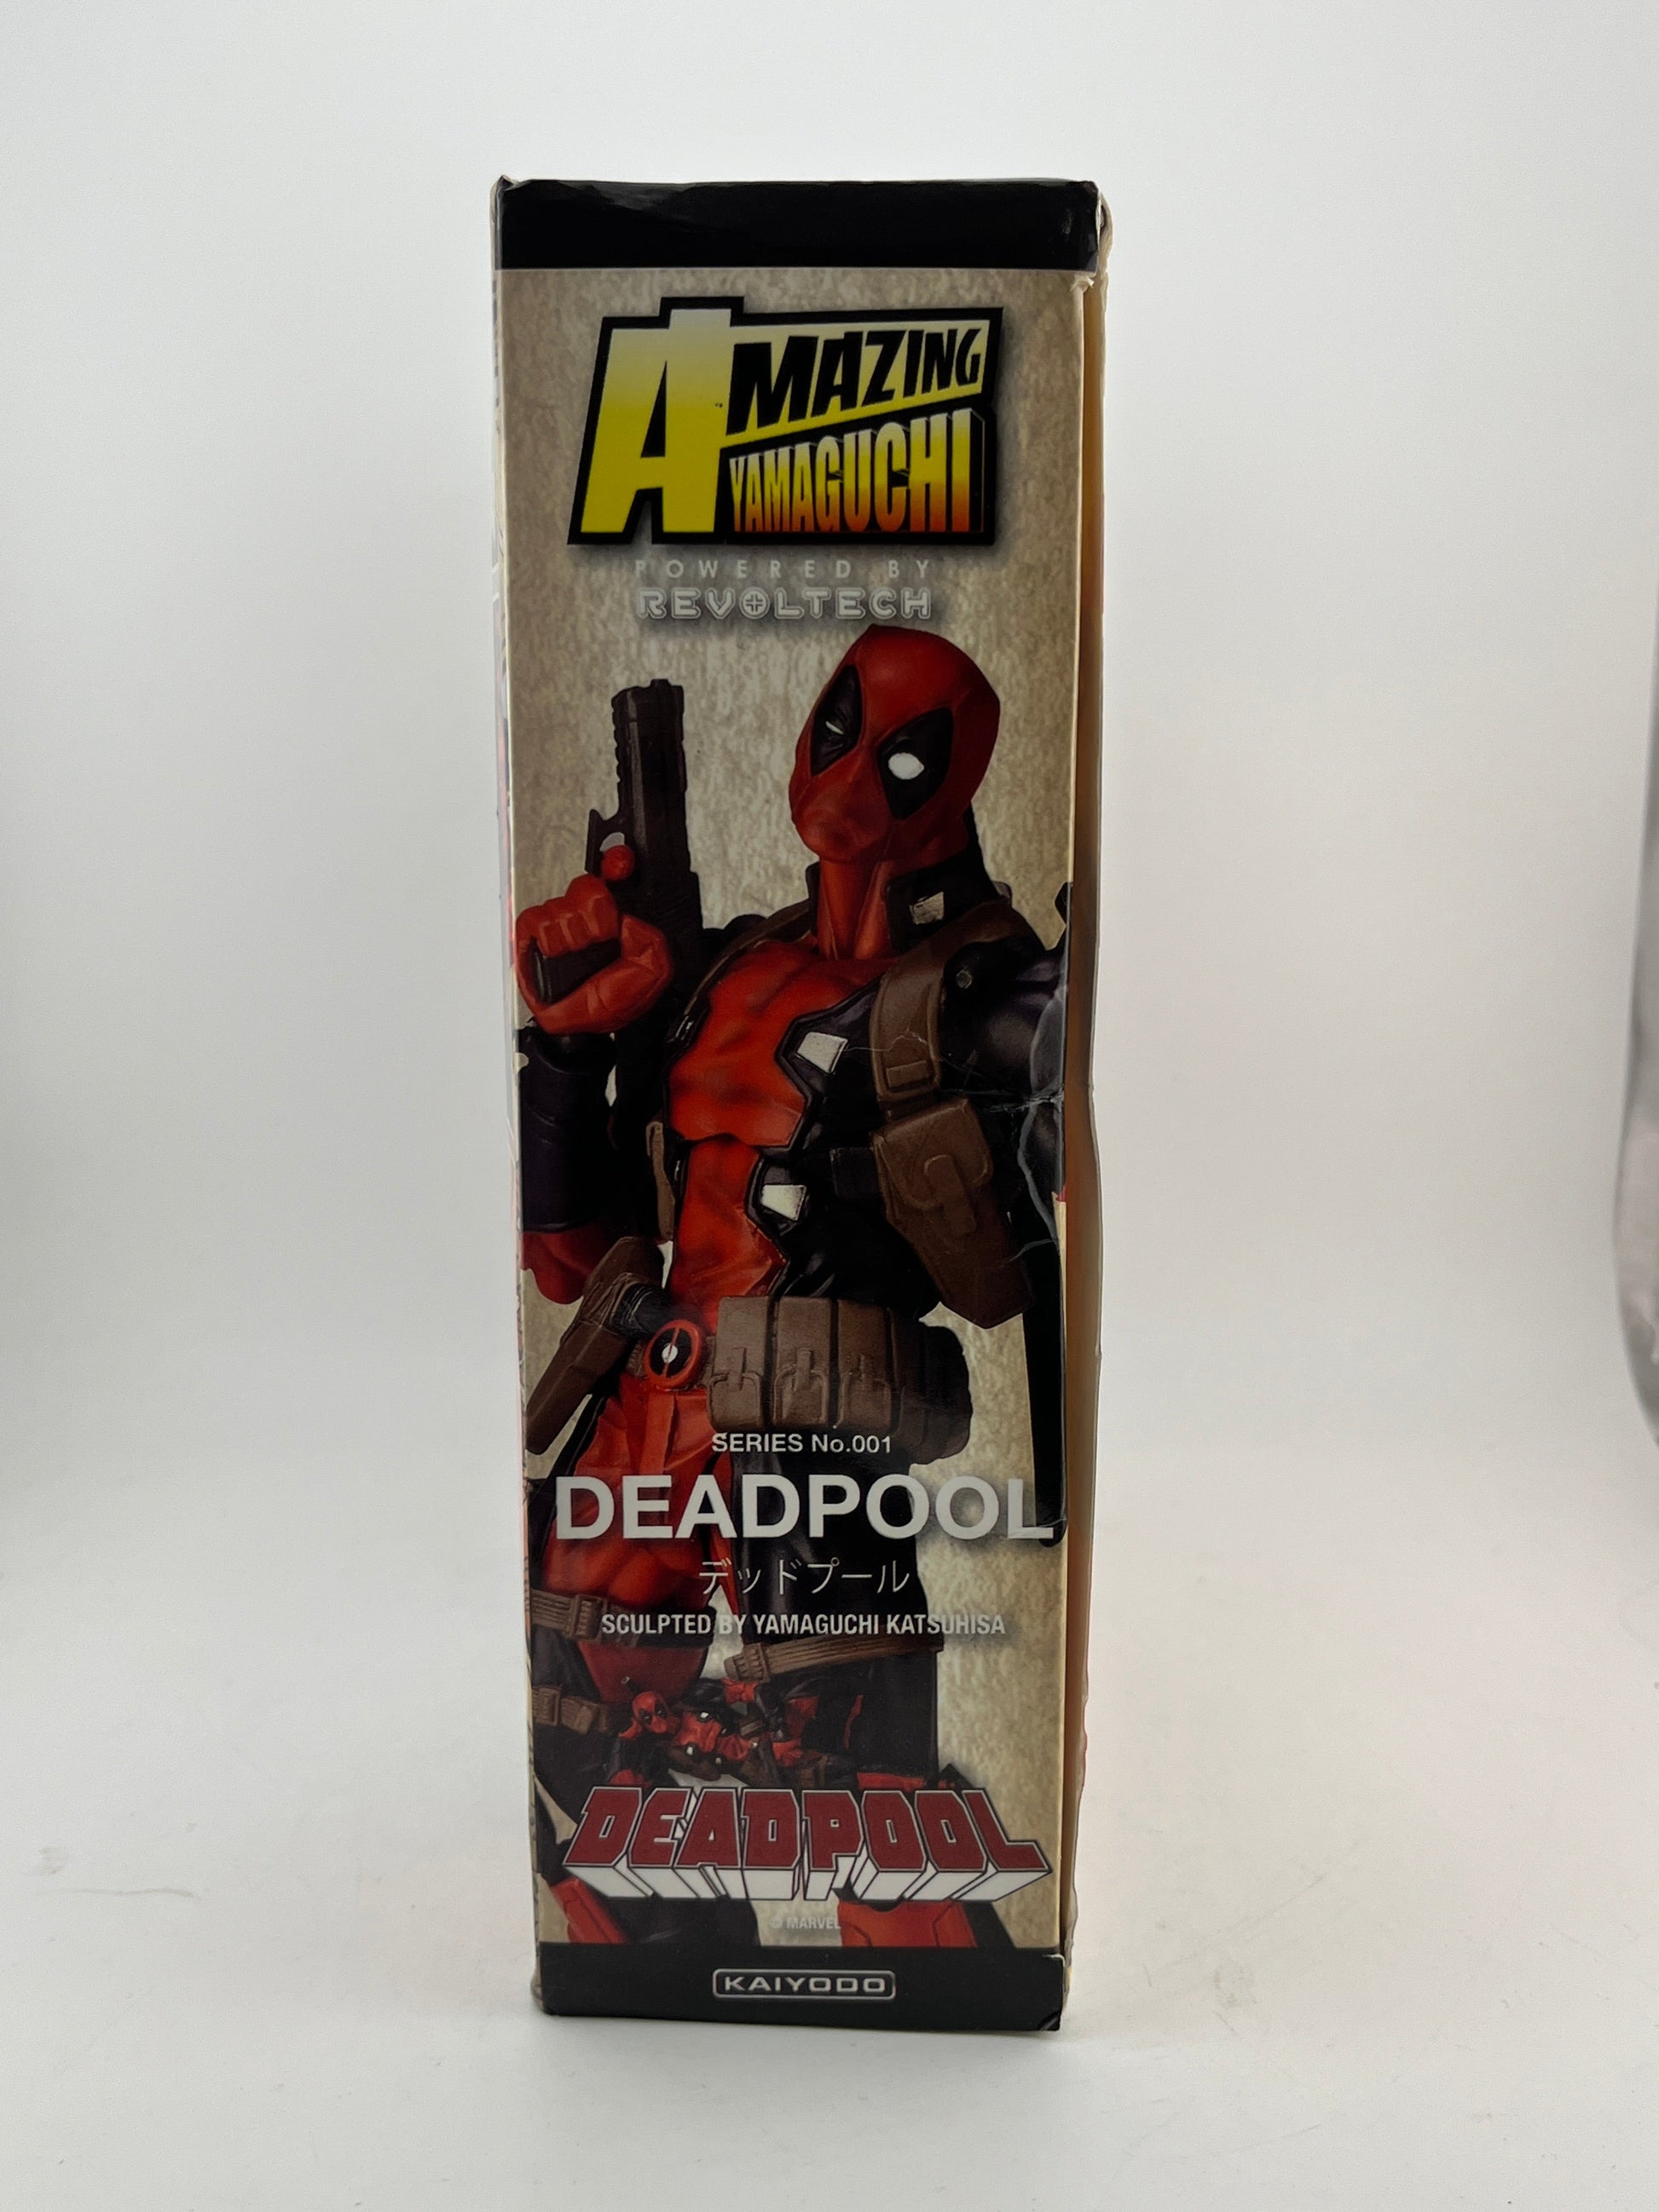 AMAZING
YAMAGUCHI
POWERED BY
REVOLTECH
SERIES No.001
DEADPOOL
デッドプール
SCULPTED BY YAMAGUCHI KATSUHISA
DEADPOOL
© MARVEL
KAIYODO